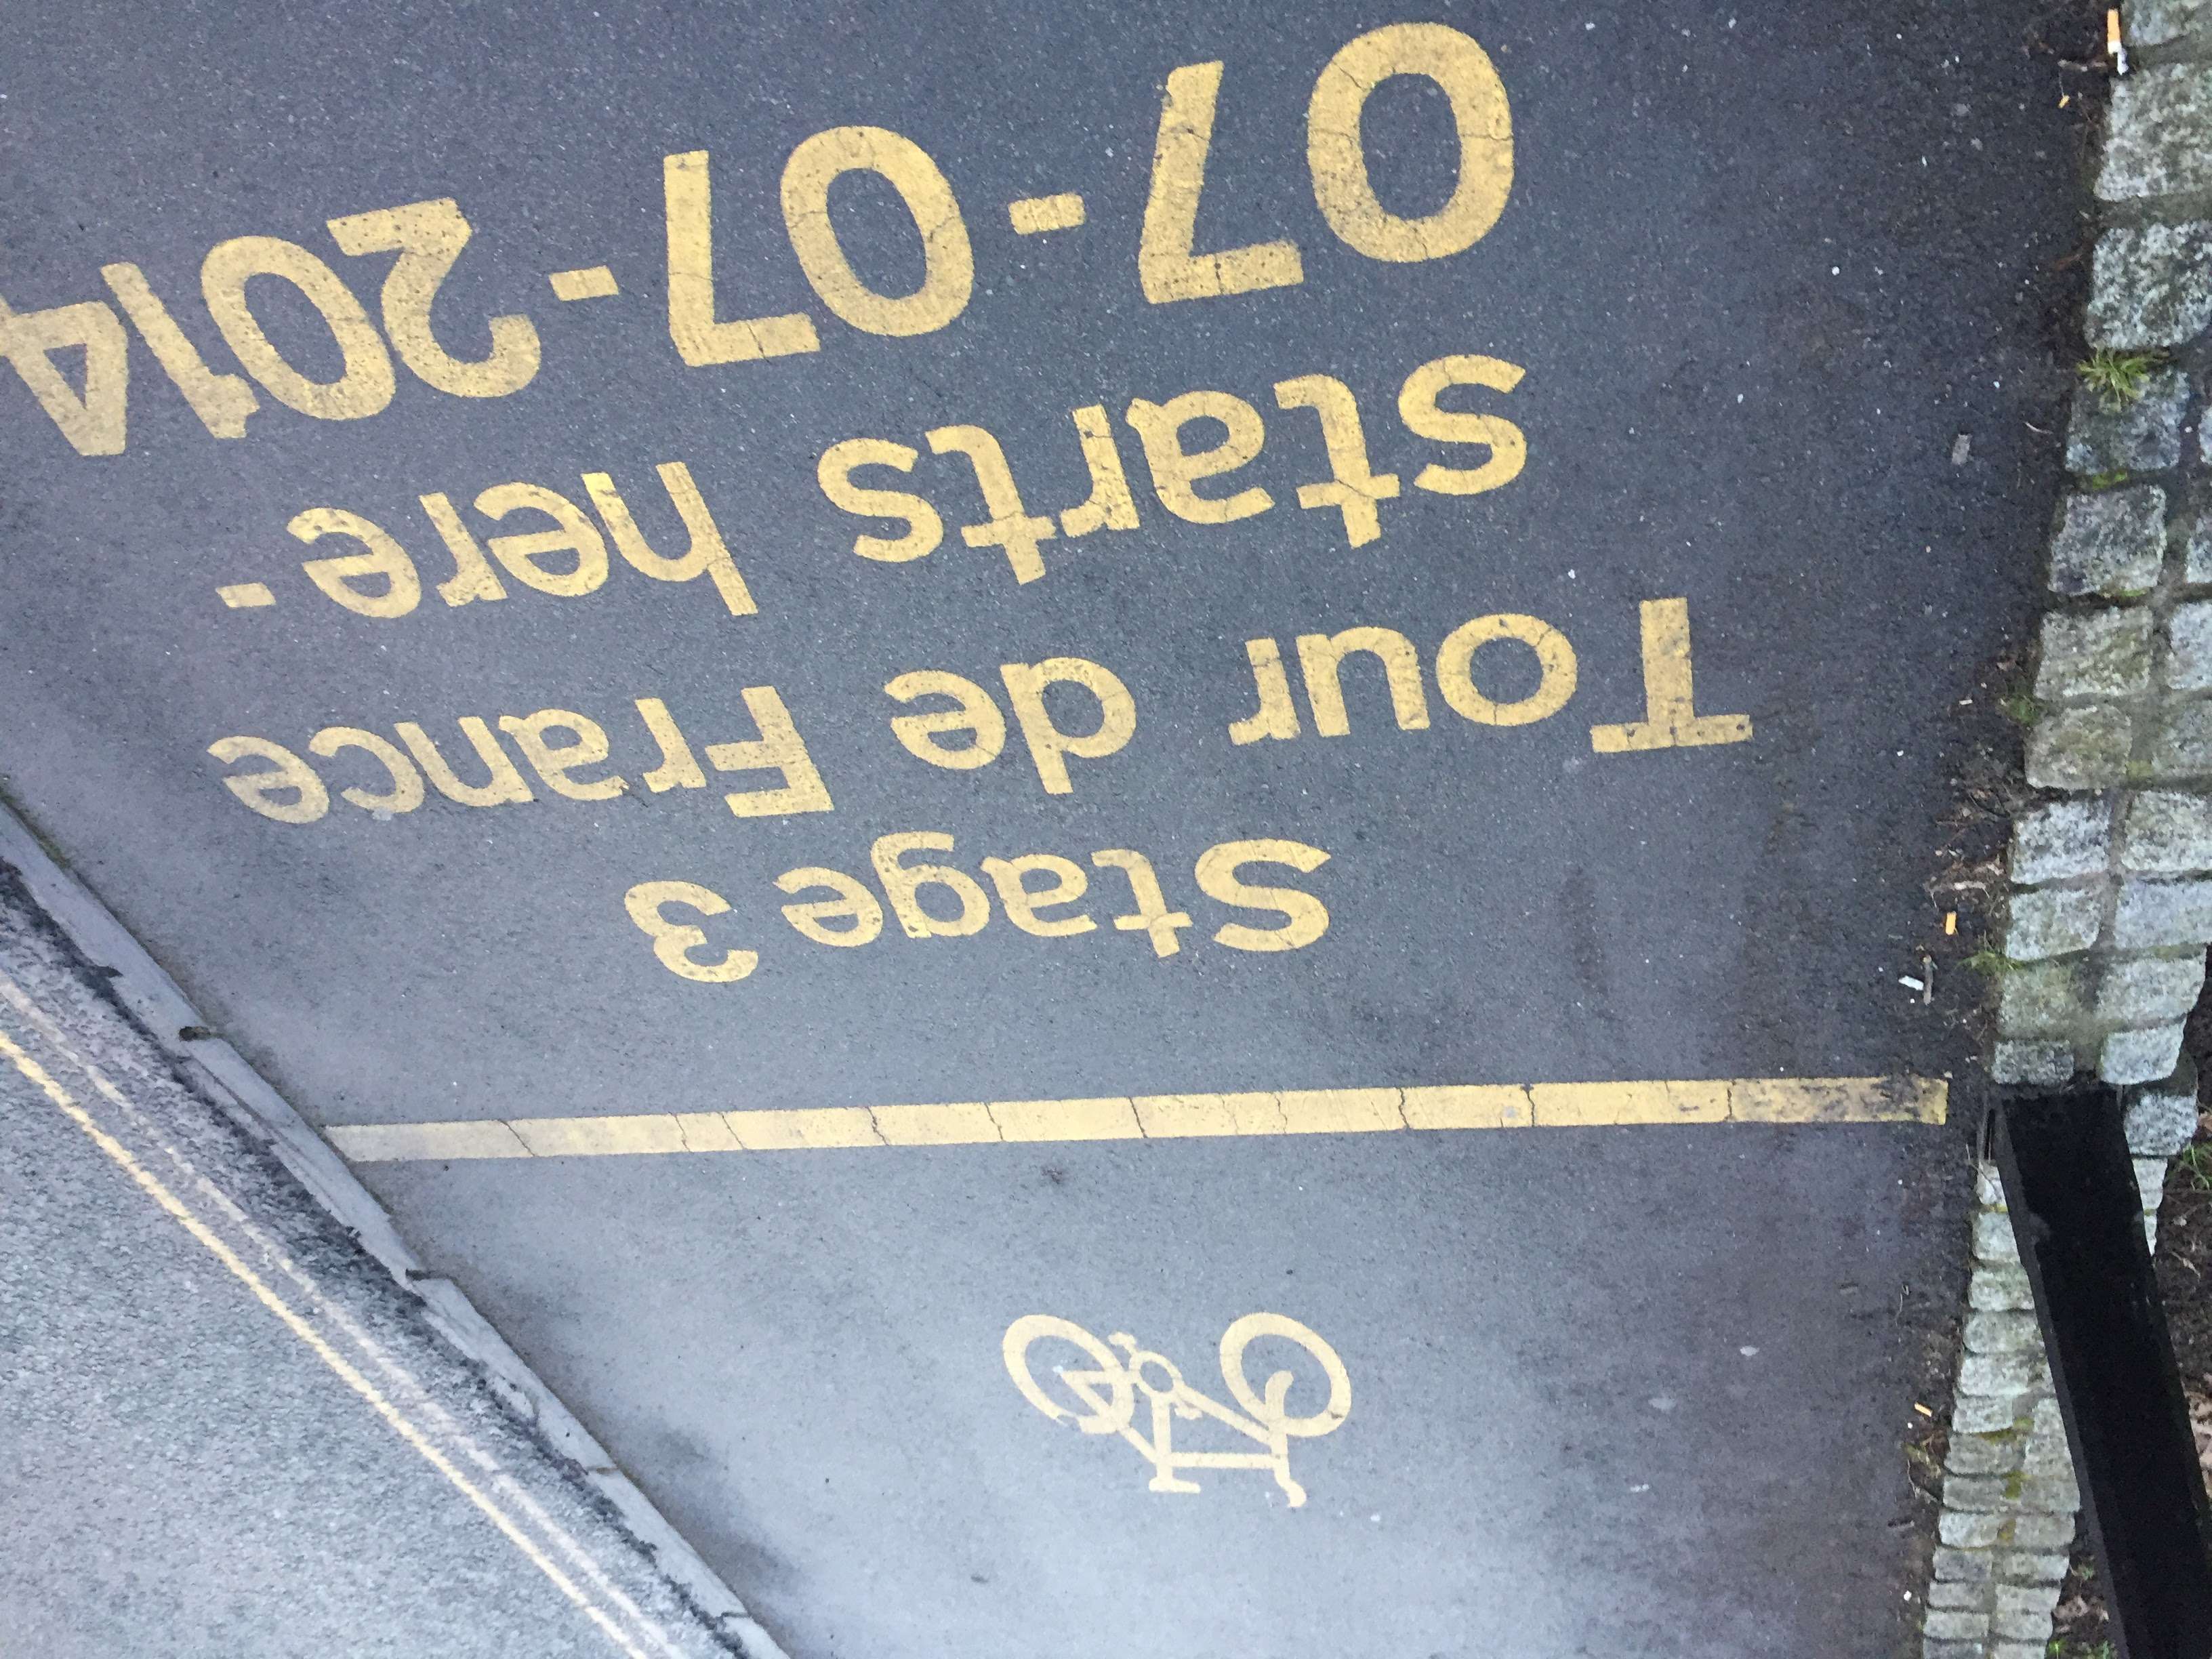 Stage 3
Tour de France
starts here -
07-07-2014